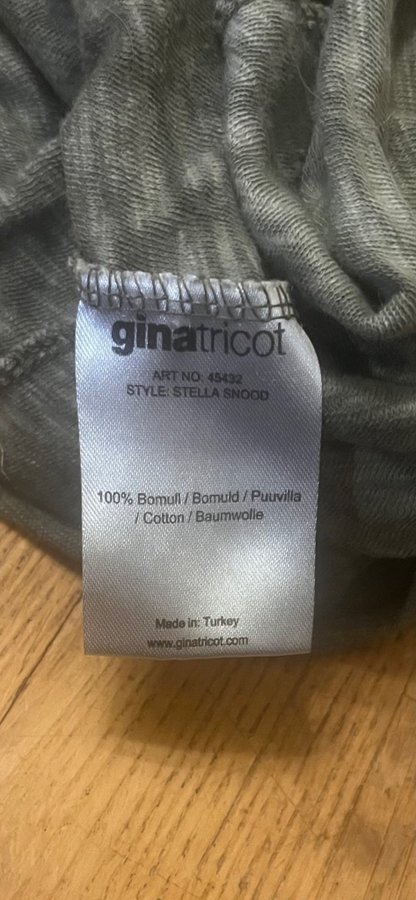 ginatricot
ART NO: 45432
STYLE: STELLA SNOOD
100% Bomull / Bomuld / Puuvilla
/ Cotton / Baumwolle
Made in: Turkey
www.ginatricot.com